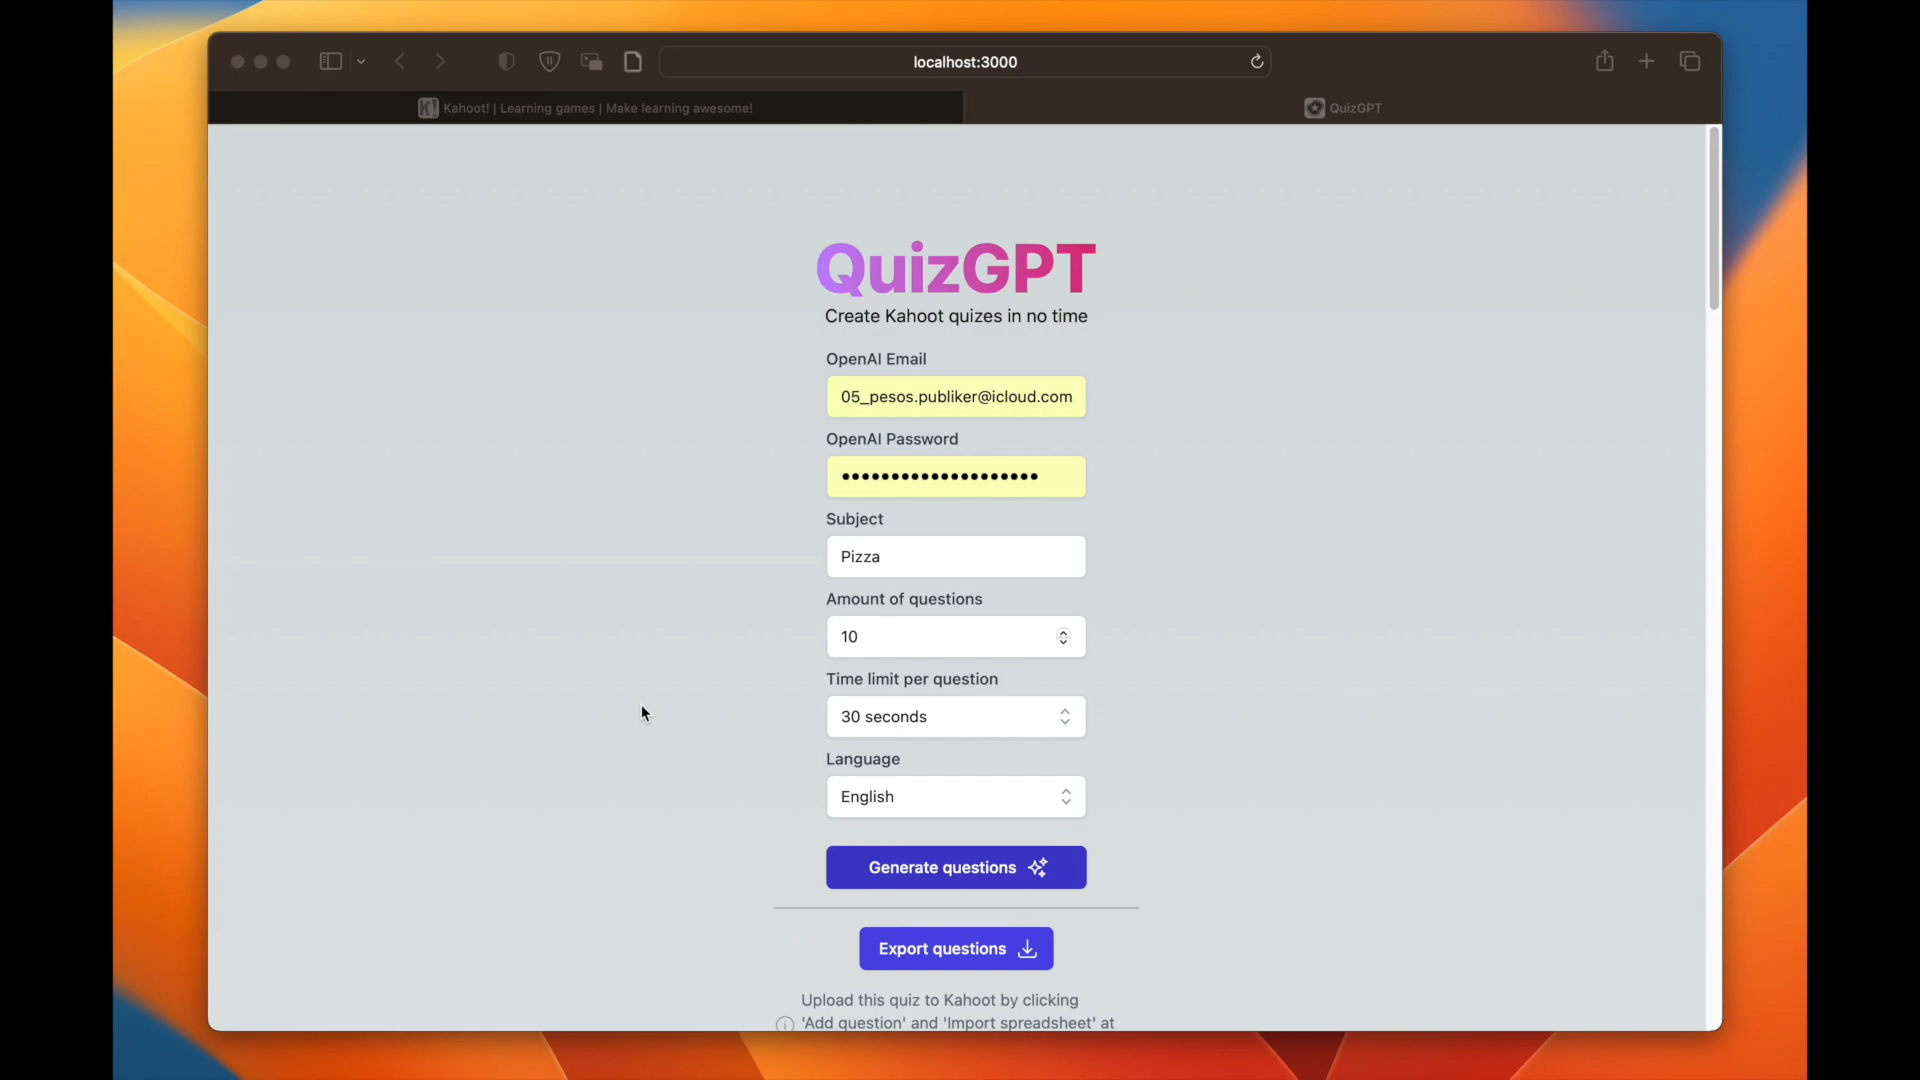 localhost:3000
K! Kahoot! | Learning games | Make learning awesome!
QuizGPT
QuizGPT
Create Kahoot quizes in no time
OpenAI Email
05_pesos.publiker@icloud.com
OpenAI Password
••••••••••••••••••••
Subject
Pizza
Amount of questions
10
Time limit per question
30 seconds
Language
English
Generate questions
Export questions
Upload this quiz to Kahoot by clicking
'Add question' and 'Import spreadsheet' at